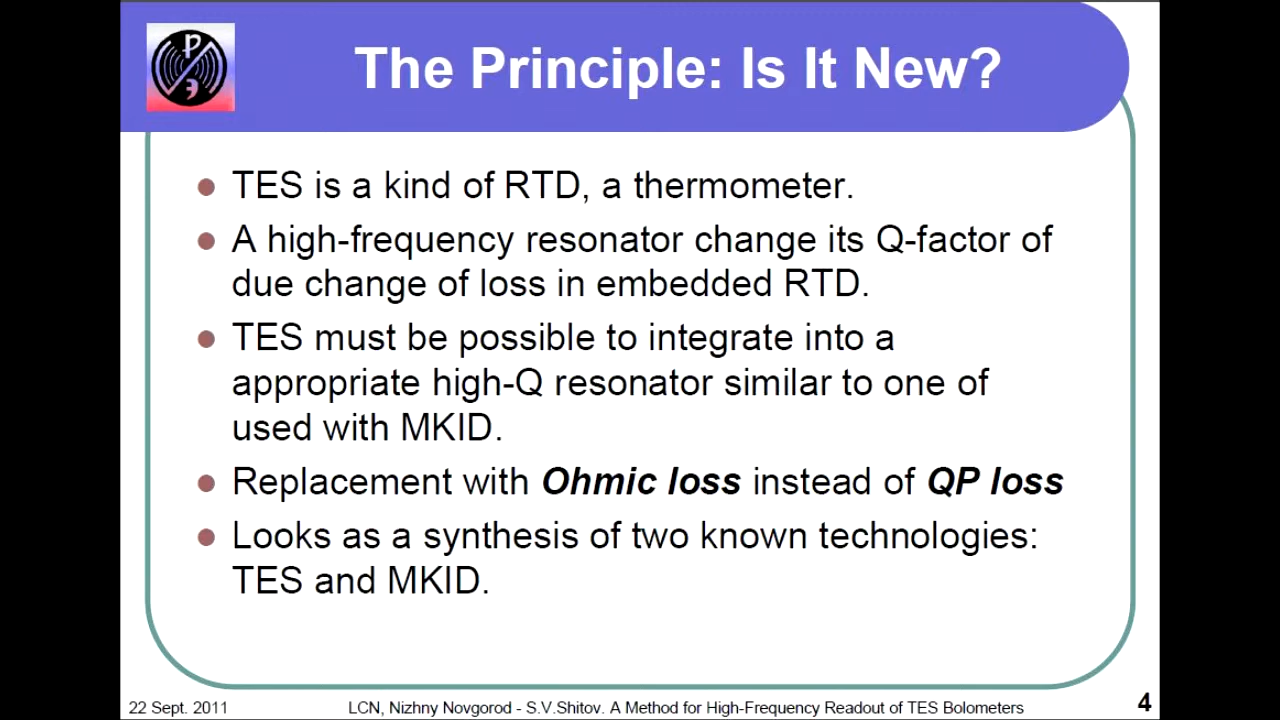 The Principle: Is It New?
TES is a kind of RTD, a thermometer.
A high-frequency resonator change its Q-factor of
due change of loss in embedded RTD.
TES must be possible to integrate into a
appropriate high-Q resonator similar to one of
used with MKID.
Replacement with Ohmic loss instead of QP loss
Looks as a synthesis of two known technologies:
TES and MKID.
22 Sept. 2011
LCN, Nizhny Novgorod - S.V.Shitov. A Method for High-Frequency Readout of TES Bolometers
4